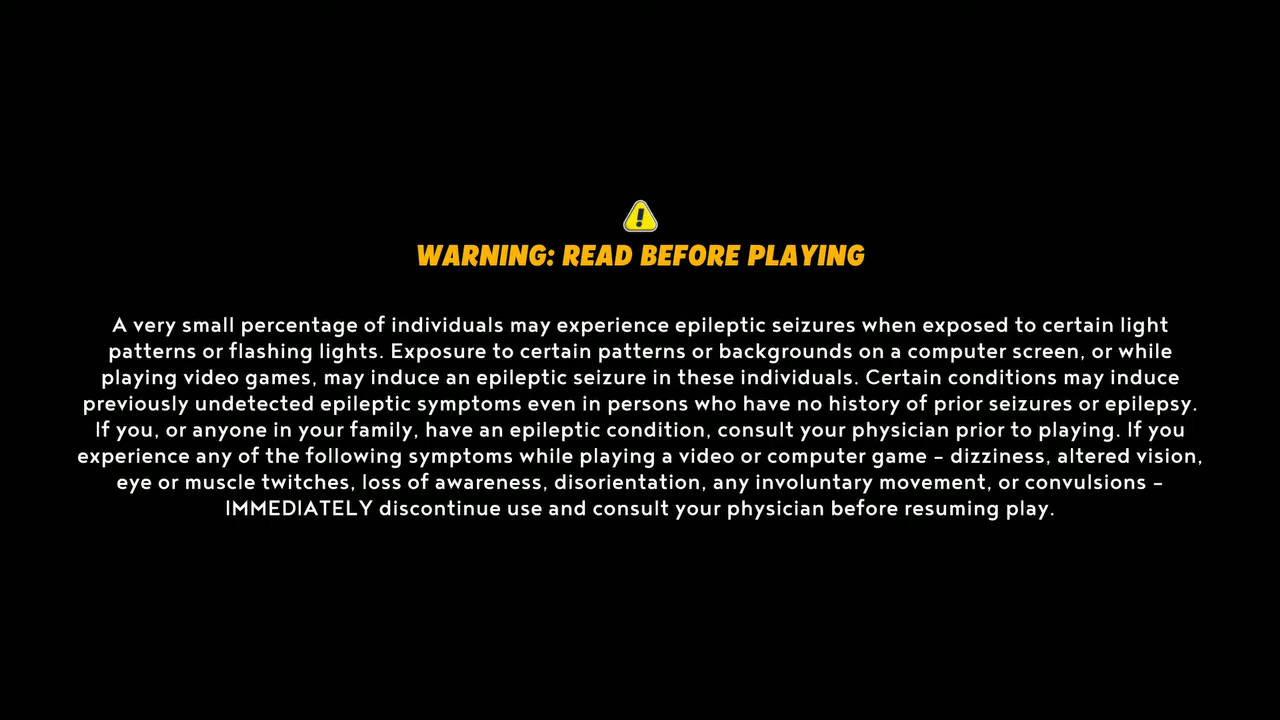 WARNING: READ BEFORE PLAYING
A very small percentage of individuals may experience epileptic seizures when exposed to certain light
patterns or flashing lights. Exposure to certain patterns or backgrounds on a computer screen, or while
playing video games, may induce an epileptic seizure in these individuals. Certain conditions may induce
previously undetected epileptic symptoms even in persons who have no history of prior seizures or epilepsy.
If you, or anyone in your family, have an epileptic condition, consult your physician prior to playing. If you
experience any of the following symptoms while playing a video or computer game – dizziness, altered vision,
eye or muscle twitches, loss of awareness, disorientation, any involuntary movement, or convulsions –
IMMEDIATELY discontinue use and consult your physician before resuming play.